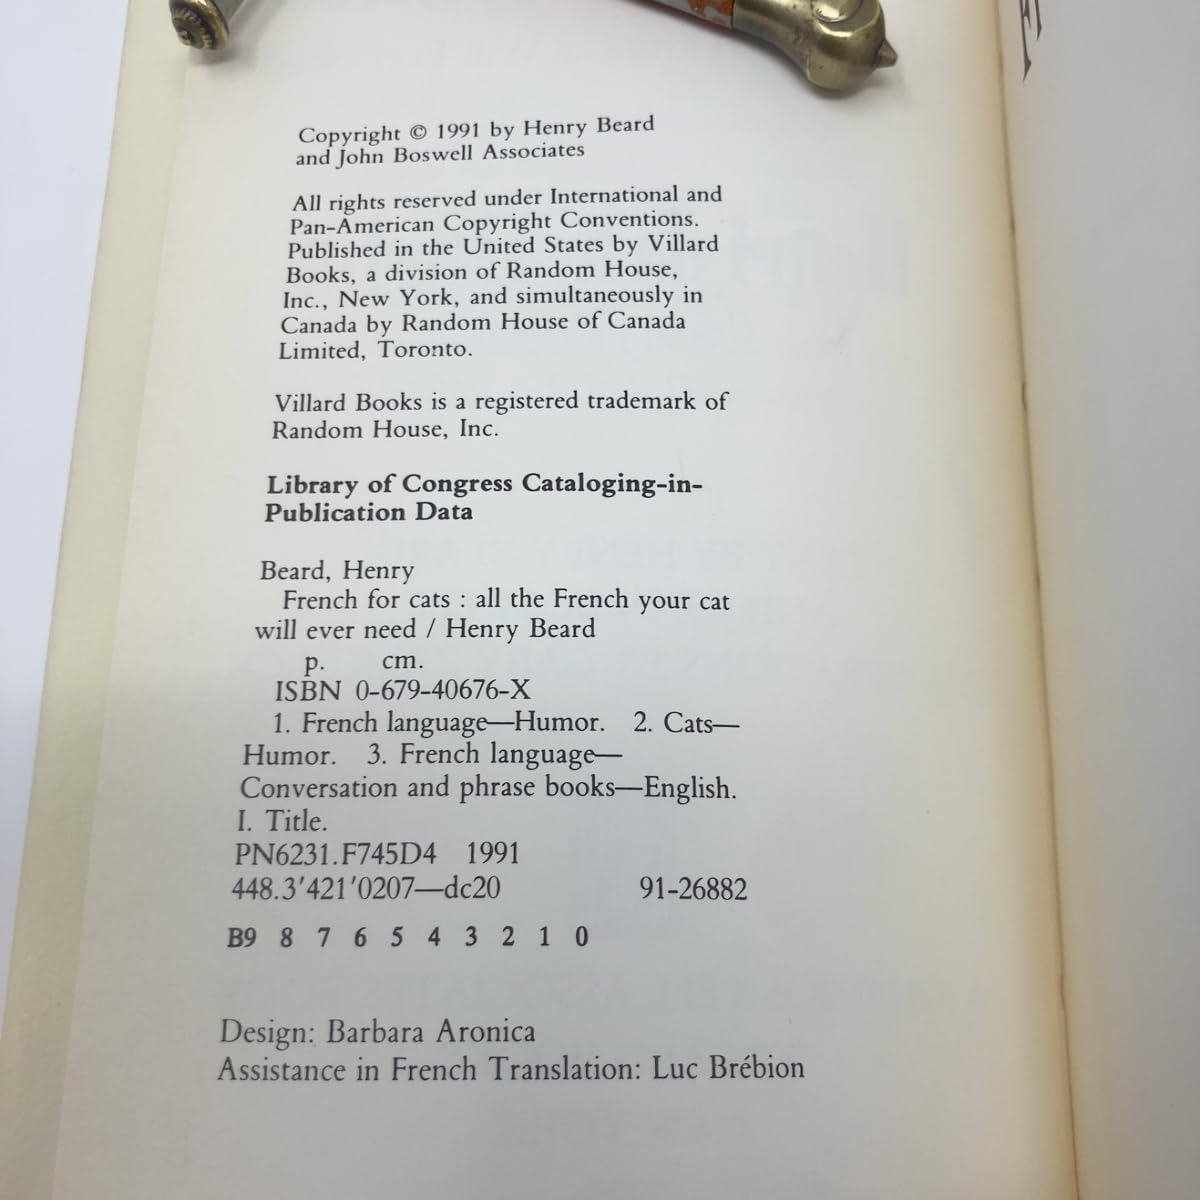 Copyright © 1991 by Henry Beard
and John Boswell Associates
All rights reserved under International and
Pan-American Copyright Conventions.
Published in the United States by Villard
Books, a division of Random House,
Inc., New York, and simultaneously in
Canada by Random House of Canada
Limited, Toronto.
Villard Books is a registered trademark of
Random House, Inc.
Library of Congress Cataloging-in-
Publication Data
Beard, Henry
French for cats : all the French your cat
will ever need / Henry Beard
p. cm.
ISBN 0-679-40676-X
1. French language—Humor. 2. Cats—
Humor. 3. French language—
Conversation and phrase books—English.
I. Title.
PN6231.F745D4 1991
448.3'421'0207—dc20 91-26882
B9 8 7 6 5 4 3 2 1 0
Design: Barbara Aronica
Assistance in French Translation: Luc Brébion